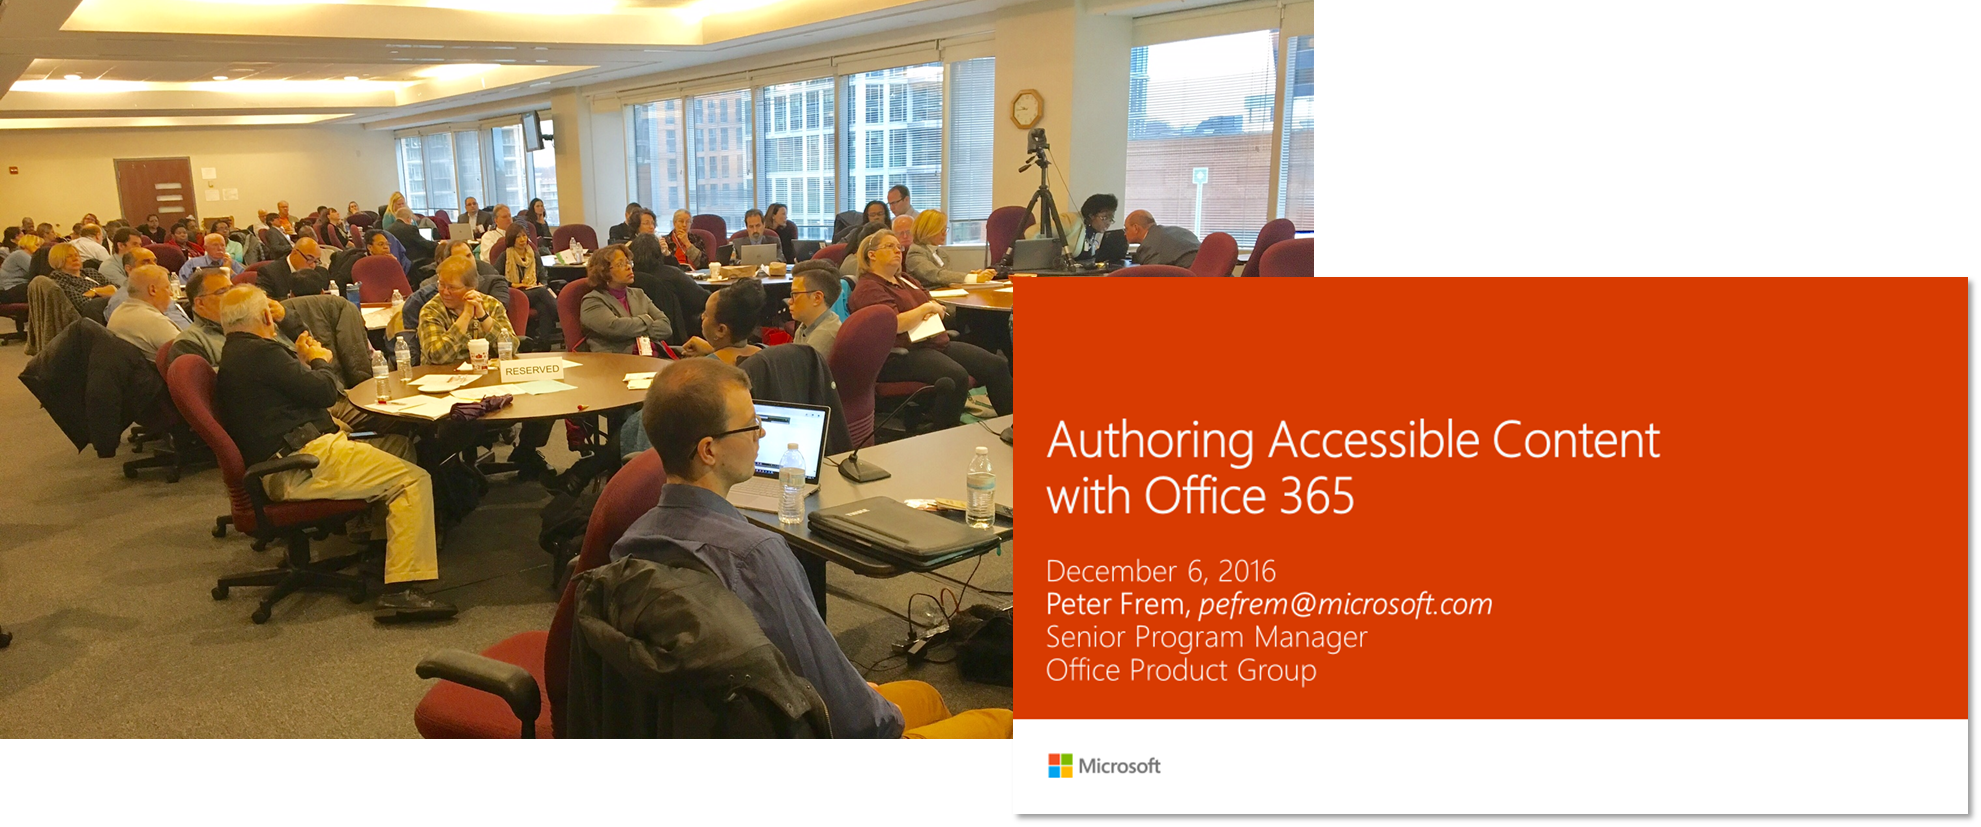 RESERVED
Authoring Accessible Content
with Office 365
December 6, 2016
Peter Frem, pefrem@microsoft.com
Senior Program Manager
Office Product Group
Microsoft